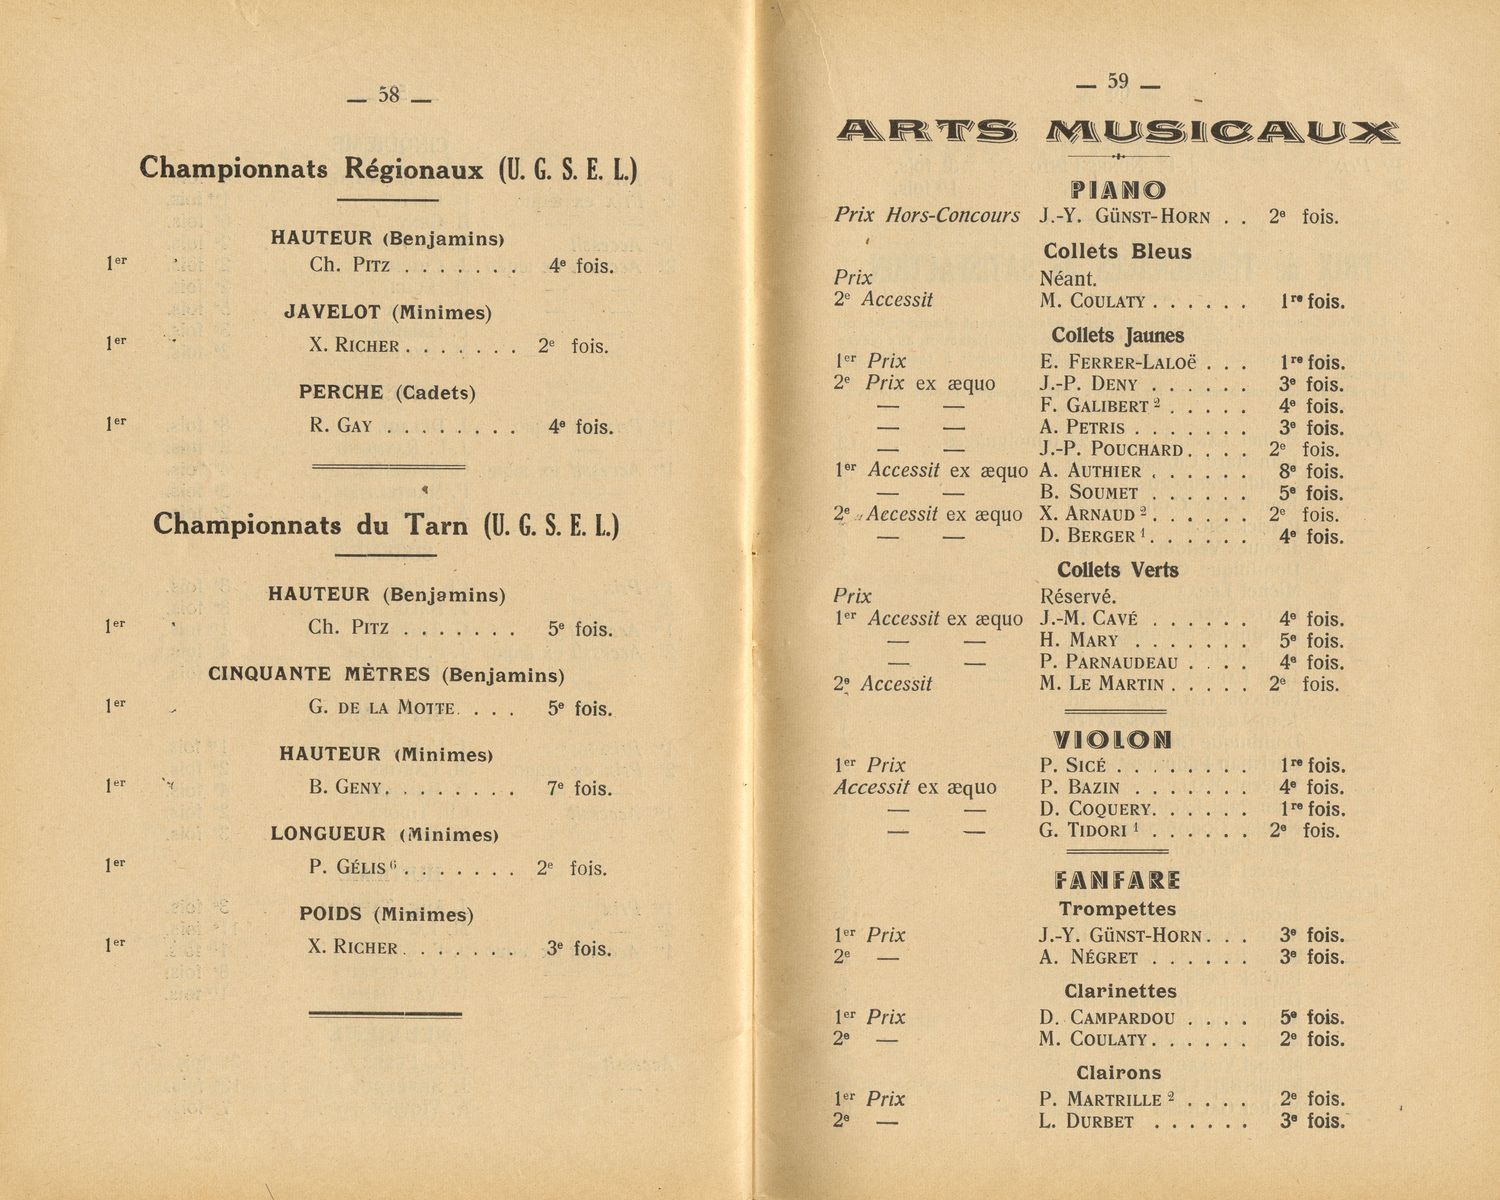 — 58 —
Championnats Régionaux (U. G. S. E. L.)
HAUTEUR (Benjamins)
1er Ch. PITZ . . . . . . . 4e fois.
JAVELOT (Minimes)
1er X. RICHER . . . . . . . 2e fois.
PERCHE (Cadets)
1er R. GAY . . . . . . . . 4e fois.
Championnats du Tarn (U. G. S. E. L.)
HAUTEUR (Benjamins)
1er Ch. PITZ . . . . . . . 5e fois.
CINQUANTE MÈTRES (Benjamins)
1er G. DE LA MOTTE. . . . 5e fois.
HAUTEUR (Minimes)
1er B. GENY. . . . . . . . 7e fois.
LONGUEUR (Minimes)
1er P. GÉLIS 6 . . . . . . . 2e fois.
POIDS (Minimes)
1er X. RICHER . . . . . . . 3e fois.
— 59 —
ARTS MUSICAUX
PIANO
Prix Hors-Concours J.-Y. GÜNST-HORN . . 2e fois.
Collets Bleus
Prix Néant.
2e Accessit M. COULATY . . . . . . 1re fois.
Collets Jaunes
1er Prix E. FERRER-LALOË . . . 1re fois.
2e Prix ex æquo J.-P. DENY . . . . . . 3e fois.
— — F. GALIBERT 2 . . . . . 4e fois.
— — A. PETRIS . . . . . . . 3e fois.
— — J.-P. POUCHARD . . . . 2e fois.
1er Accessit ex æquo A. AUTHIER . . . . . . 8e fois.
— — B. SOUMET . . . . . . 5e fois.
2e Aecessit ex æquo X. ARNAUD 2 . . . . . . 2e fois.
— — D. BERGER 1 . . . . . . 4e fois.
Collets Verts
Prix Réservé.
1er Accessit ex æquo J.-M. CAVÉ . . . . . . 4e fois.
— — H. MARY . . . . . . . 5e fois.
— — P. PARNAUDEAU . . . . 4e fois.
2e Accessit M. LE MARTIN . . . . . 2e fois.
VIOLON
1er Prix P. SICÉ . . . . . . . . 1re fois.
Accessit ex æquo P. BAZIN . . . . . . . 4e fois.
— — D. COQUERY. . . . . . 1re fois.
— — G. TIDORI 1 . . . . . . 2e fois.
FANFARE
Trompettes
1er Prix J.-Y. GÜNST-HORN . . . 3e fois.
2e — A. NÉGRET . . . . . . 3e fois.
Clarinettes
1er Prix D. CAMPARDOU . . . . 5e fois.
2e — M. COULATY . . . . . . 2e fois.
Clairons
1er Prix P. MARTRILLE 2 . . . . 2e fois.
2e — L. DURBET . . . . . . 3e fois.